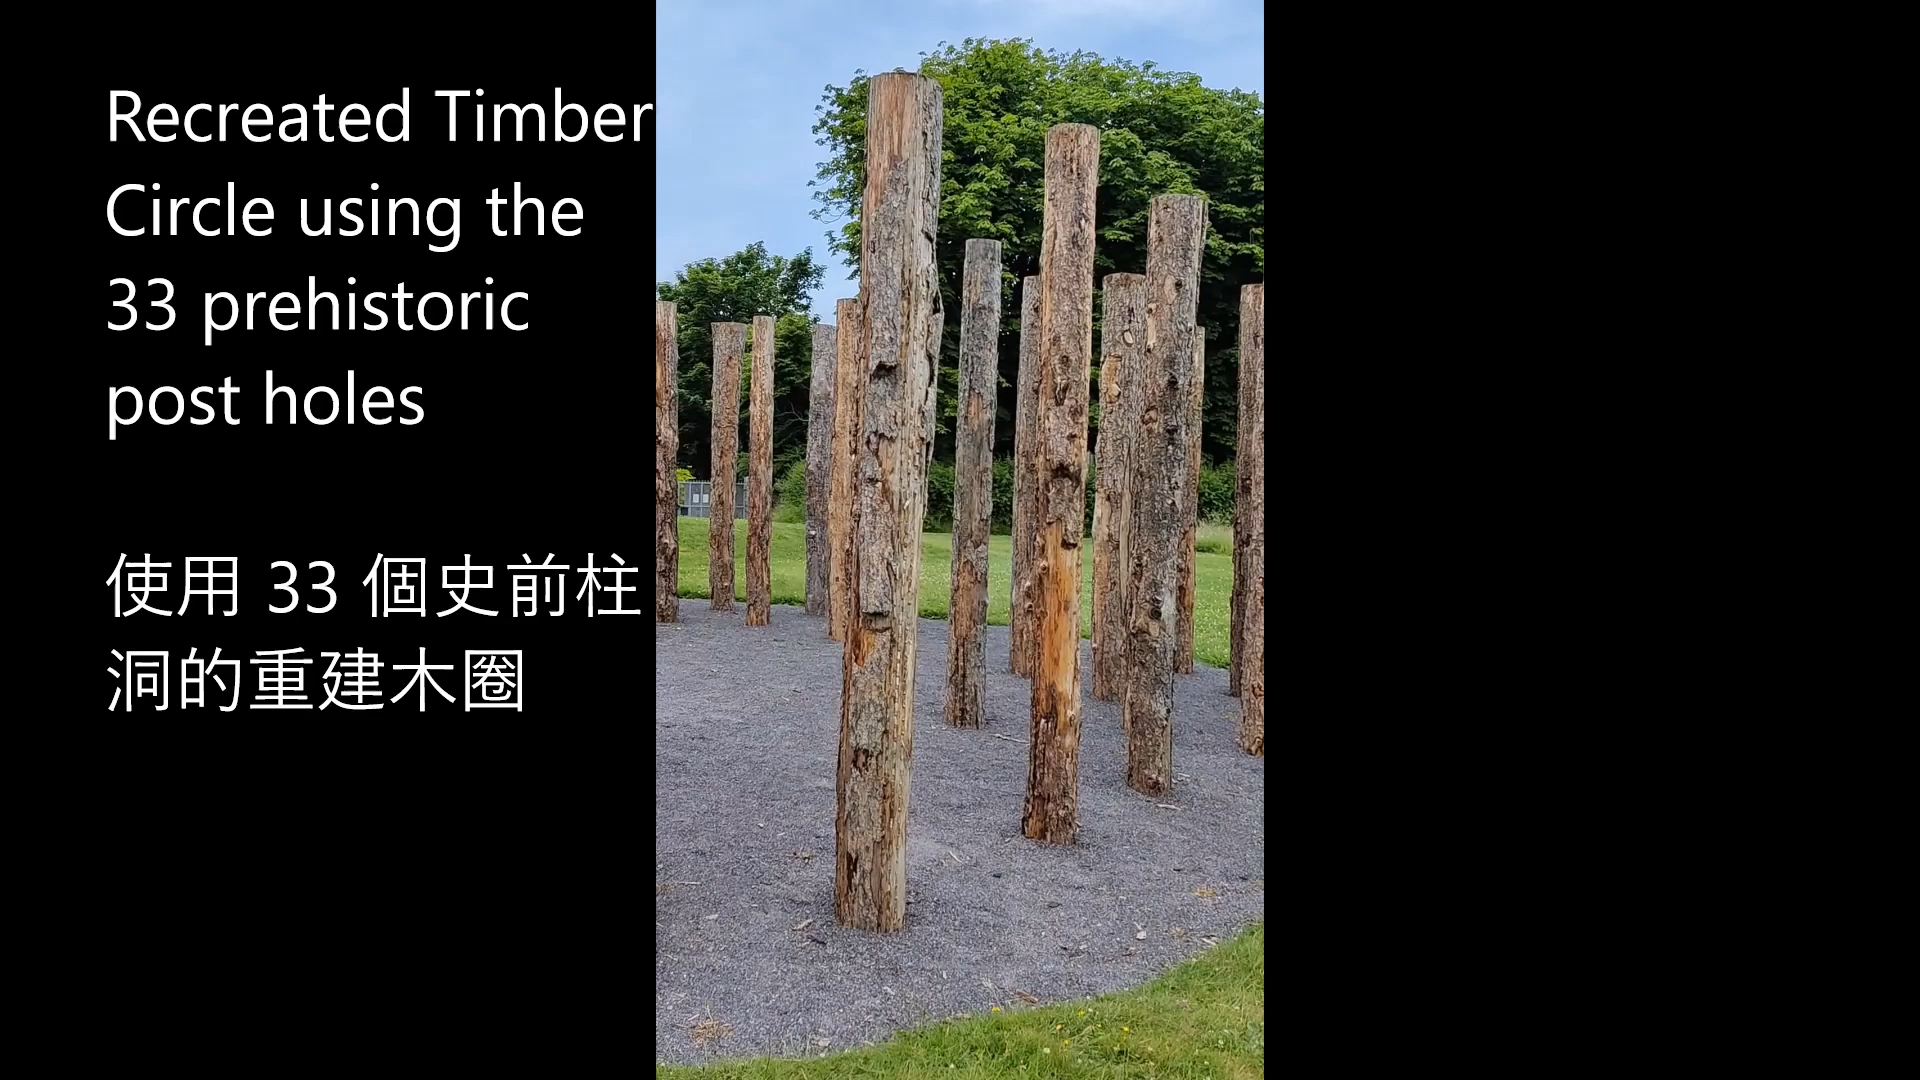 Recreated Timber
Circle using the
33 prehistoric
post holes
使用 33 個史前柱
洞的重建木圈